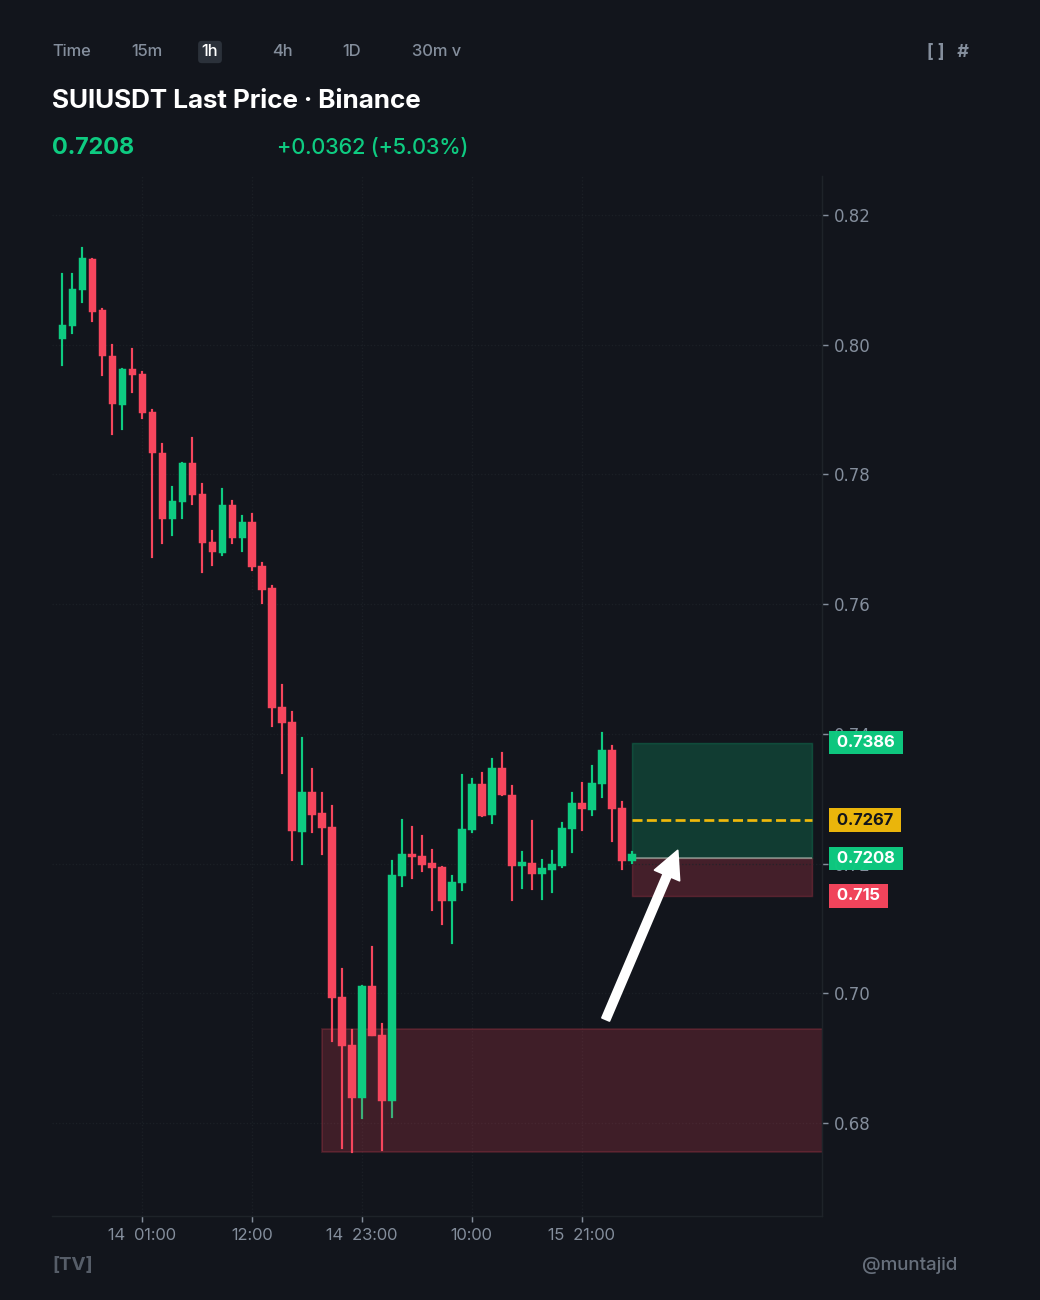 Time 15m 1h 4h 1D 30m v [ ] #
SUIUSDT Last Price · Binance
0.7208 +0.0362 (+5.03%)
0.82
0.80
0.78
0.76
0.7386
0.7267
0.7208
0.715
0.70
0.68
14 01:00 12:00 14 23:00 10:00 15 21:00
[TV] @muntajid